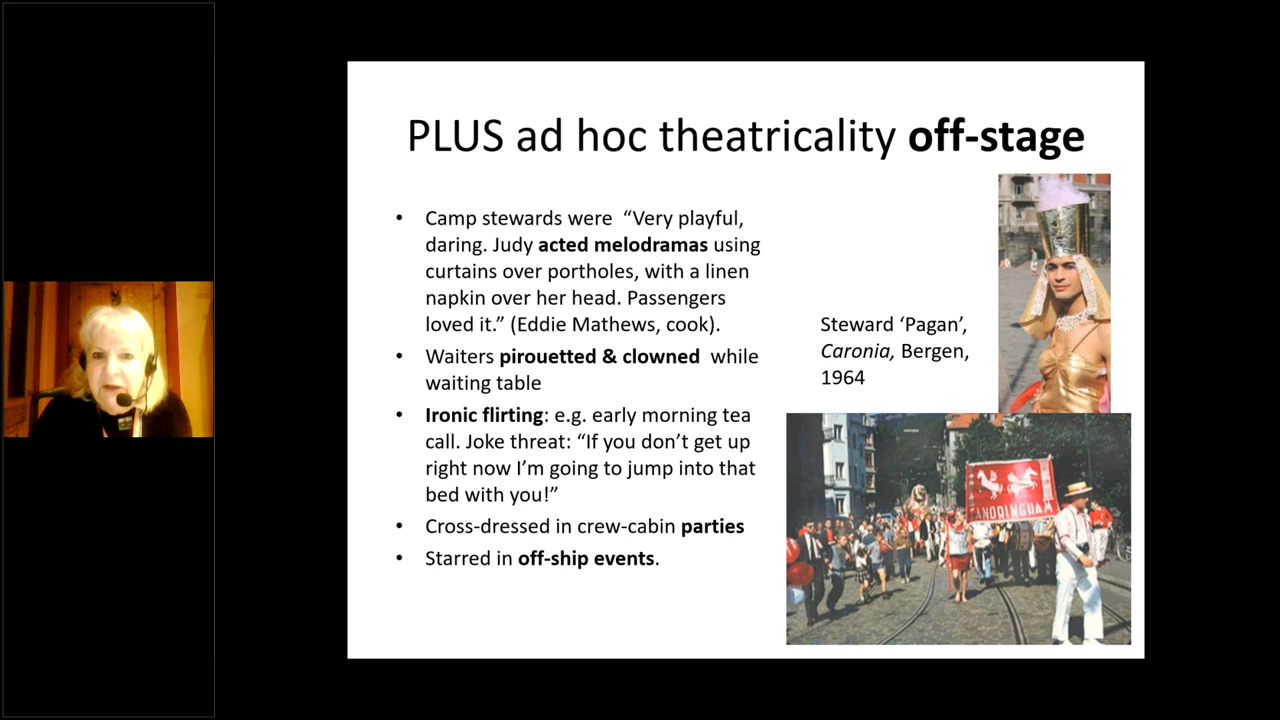 PLUS ad hoc theatricality off-stage
• Camp stewards were “Very playful,
daring. Judy acted melodramas using
curtains over portholes, with a linen
napkin over her head. Passengers
loved it.” (Eddie Mathews, cook).
• Waiters pirouetted & clowned while
waiting table
• Ironic flirting: e.g. early morning tea
call. Joke threat: “If you don’t get up
right now I’m going to jump into that
bed with you!”
• Cross-dressed in crew-cabin parties
• Starred in off-ship events.
Steward ‘Pagan’,
Caronia, Bergen,
1964
ANDRINGHAM